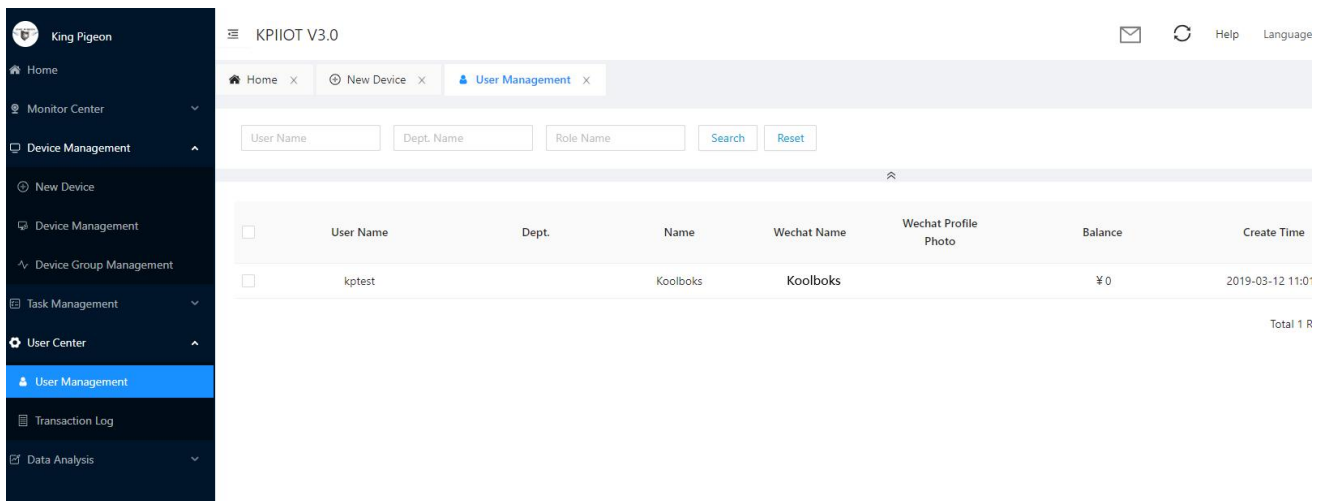 King Pigeon
KPIIOT V3.0
Help Language
Home
Home New Device User Management
Monitor Center
User Name Dept. Name Role Name Search Reset
Device Management
New Device
Device Management
User Name Dept. Name Wechat Name Wechat Profile Photo Balance Create Time
Device Group Management
kptest Koolboks Koolboks ¥0 2019-03-12 11:01
Task Management
Total 1 R
User Center
User Management
Transaction Log
Data Analysis